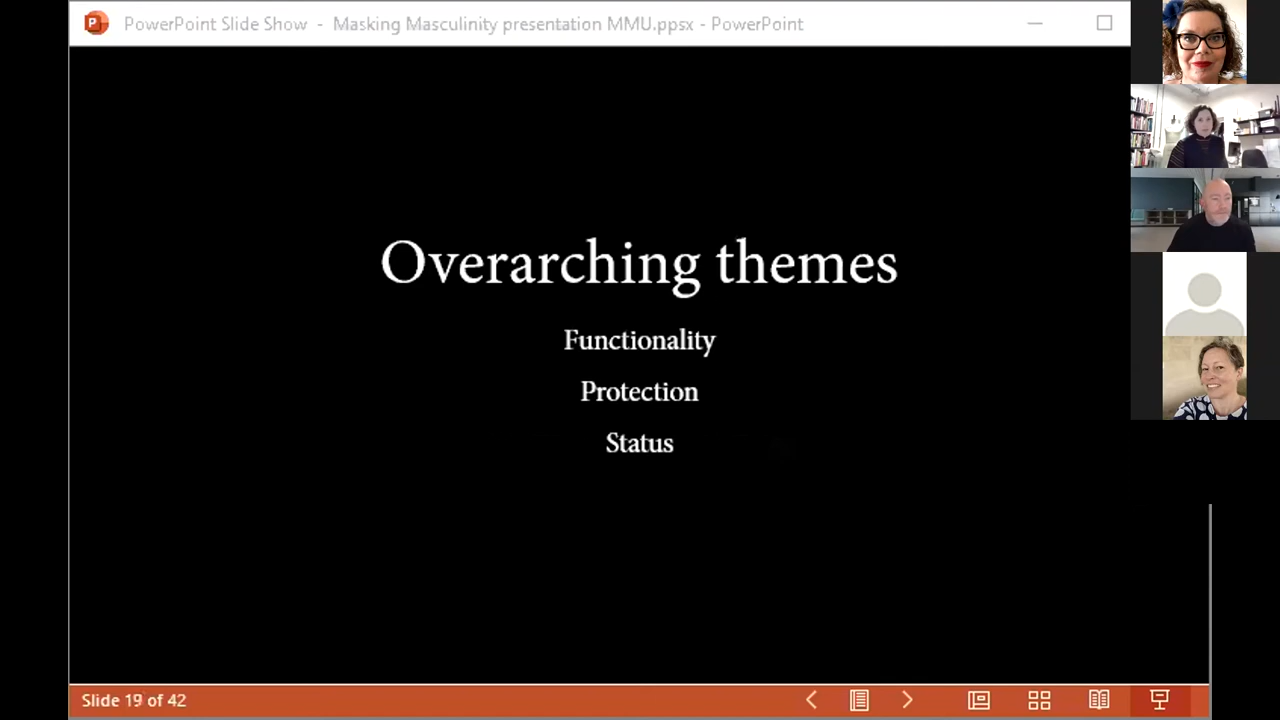 PowerPoint Slide Show - Masking Masculinity presentation MMU.ppsx - PowerPoint
Overarching themes
Functionality
Protection
Status
Slide 19 of 42